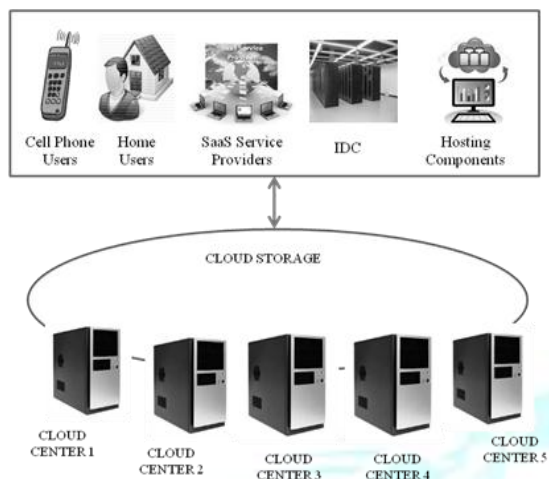 Cell Phone
Users
Home
Users
SaaS Service
Providers
IDC
Hosting
Components
CLOUD STORAGE
CLOUD
CENTER 1
CLOUD
CENTER 2
CLOUD
CENTER 3
CLOUD
CENTER 4
CLOUD
CENTER 5